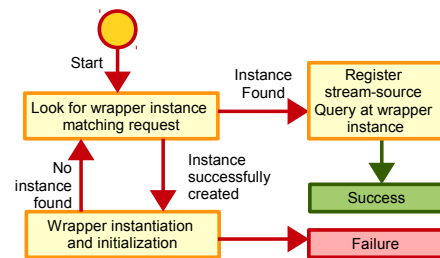 Start
Look for wrapper instance
matching request
Instance
Found
Register
stream-source
Query at wrapper
instance
No
instance
found
Instance
successfully
created
Success
Wrapper instantiation
and initialization
Failure